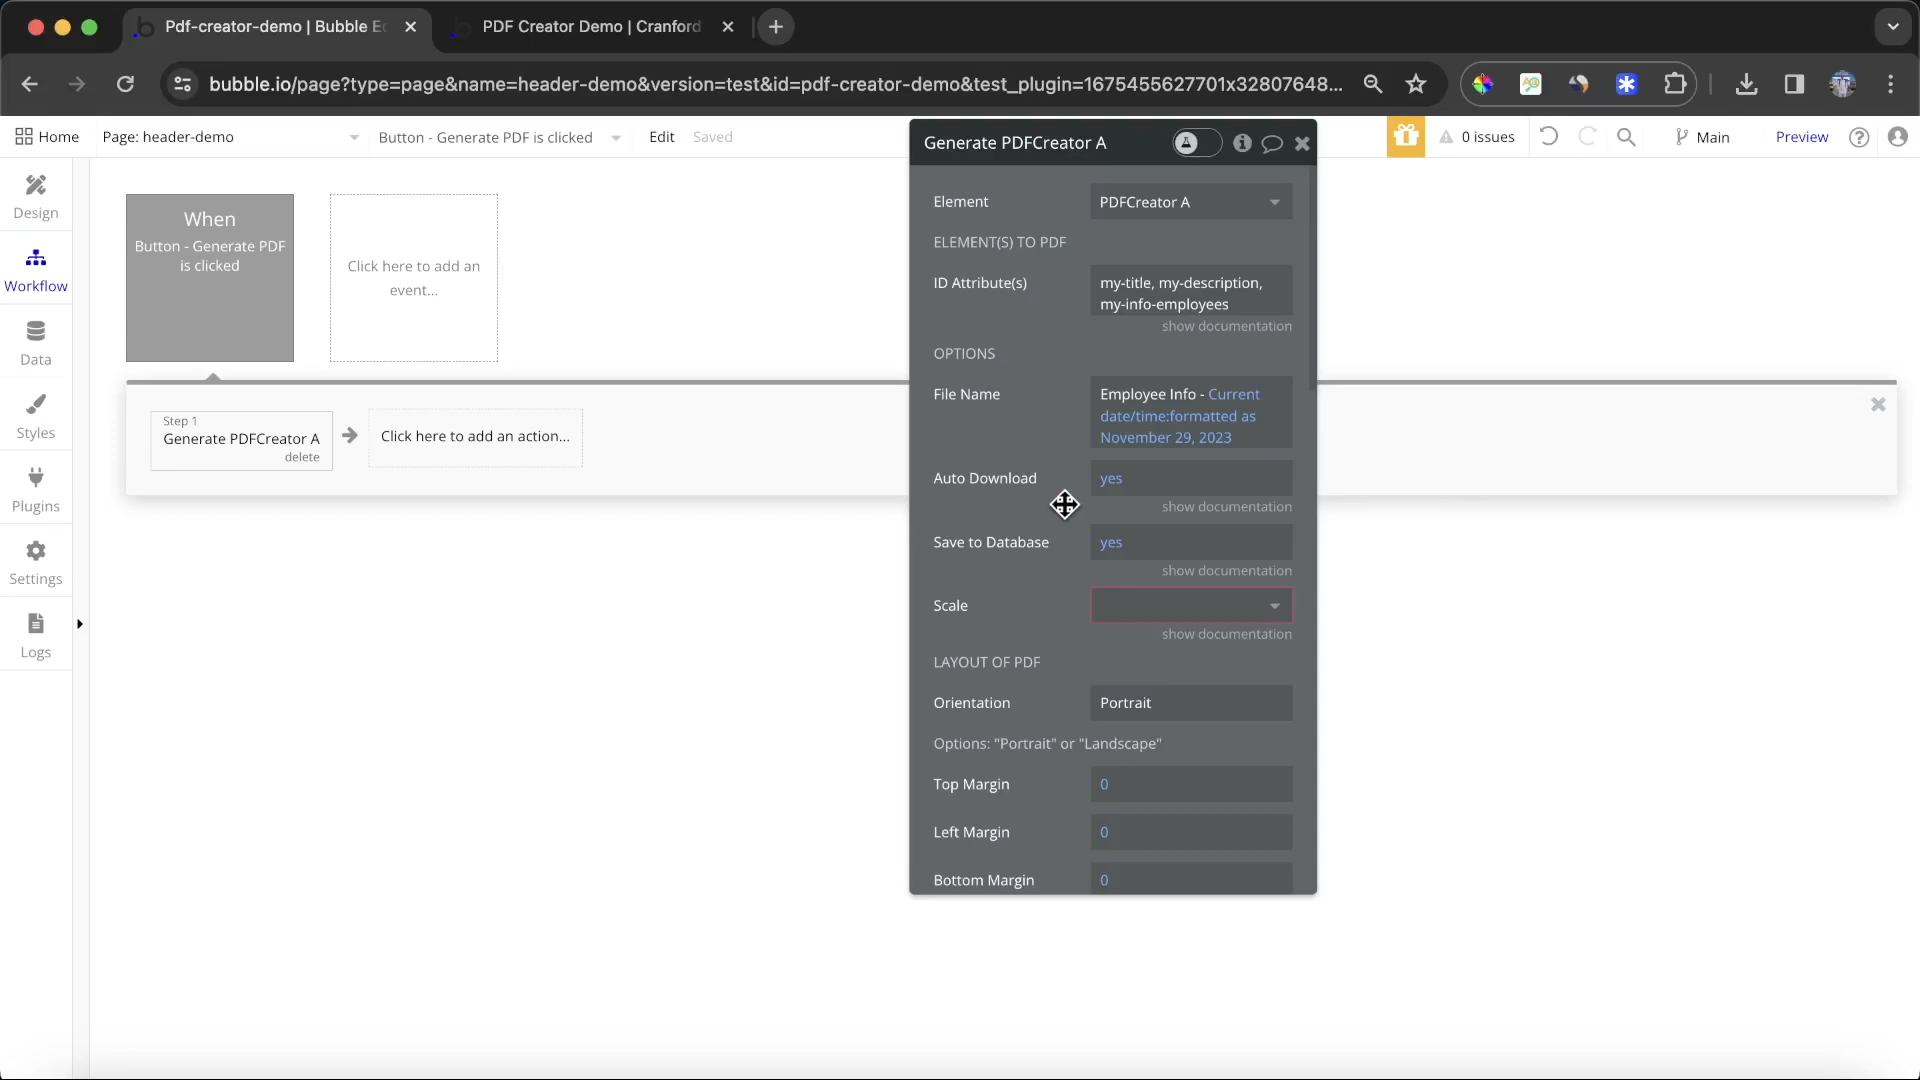 Pdf-creator-demo | Bubble Ec
PDF Creator Demo | Cranford
bubble.io/page?type=page&name=header-demo&version=test&id=pdf-creator-demo&test_plugin=1675455627701x32807648...
Home
Page: header-demo
Button - Generate PDF is clicked
Edit
Saved
0 issues
Main
Preview
Design
Workflow
Data
Styles
Plugins
Settings
Logs
When
Button - Generate PDF
is clicked
Click here to add an
event...
Step 1
Generate PDFCreator A
delete
Click here to add an action...
Generate PDFCreator A
Element
PDFCreator A
ELEMENT(S) TO PDF
ID Attribute(s)
my-title, my-description,
my-info-employees
show documentation
OPTIONS
File Name
Employee Info - Current
date/time:formatted as
November 29, 2023
Auto Download
yes
show documentation
Save to Database
yes
show documentation
Scale
show documentation
LAYOUT OF PDF
Orientation
Portrait
Options: "Portrait" or "Landscape"
Top Margin
0
Left Margin
0
Bottom Margin
0